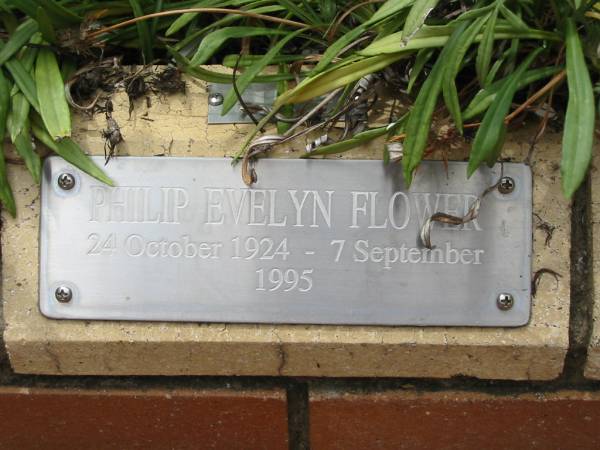 PHILIP EVELYN FLOWER
24 October 1924 - 7 September
1995